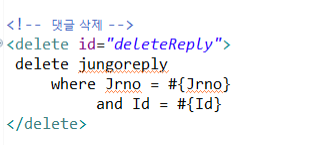 <!-- 댓글 삭제 -->
<delete id="deleteReply">
delete jungoreply
where Jrno = #{Jrno}
and Id = #{Id}
</delete>